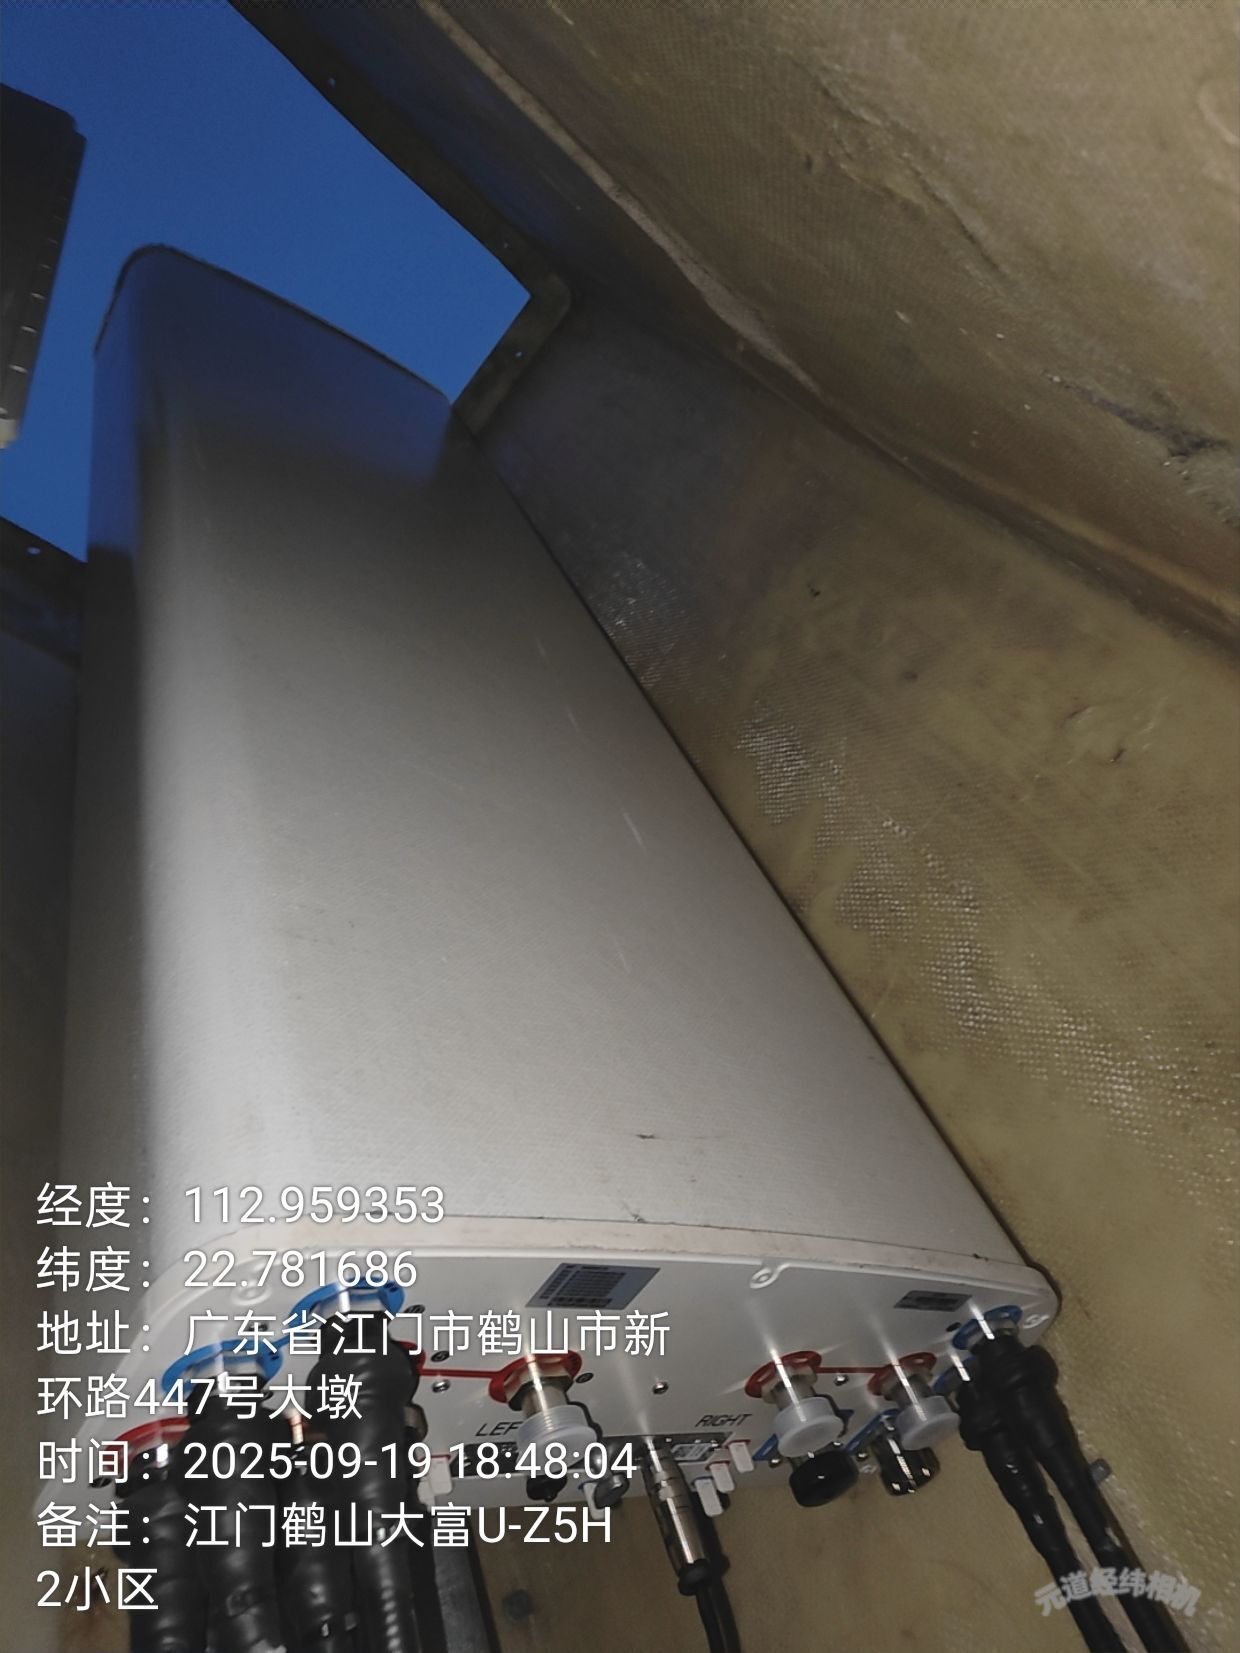 LEFT
RIGHT
经度：112.959353
纬度：22.781686
地址：广东省江门市鹤山市新
环路447号大墩
时间：2025-09-19 18:48:04
备注：江门鹤山大富U-Z5H
2小区
元道经纬相机